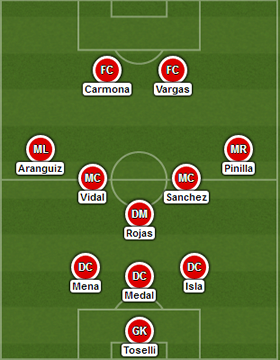 FC FC
Carmona Vargas
ML MR
Aranguiz Pinilla
MC MC
Vidal Sanchez
DM
Rojas
DC DC
Mena Isla
DC
Medal
GK
Toselli